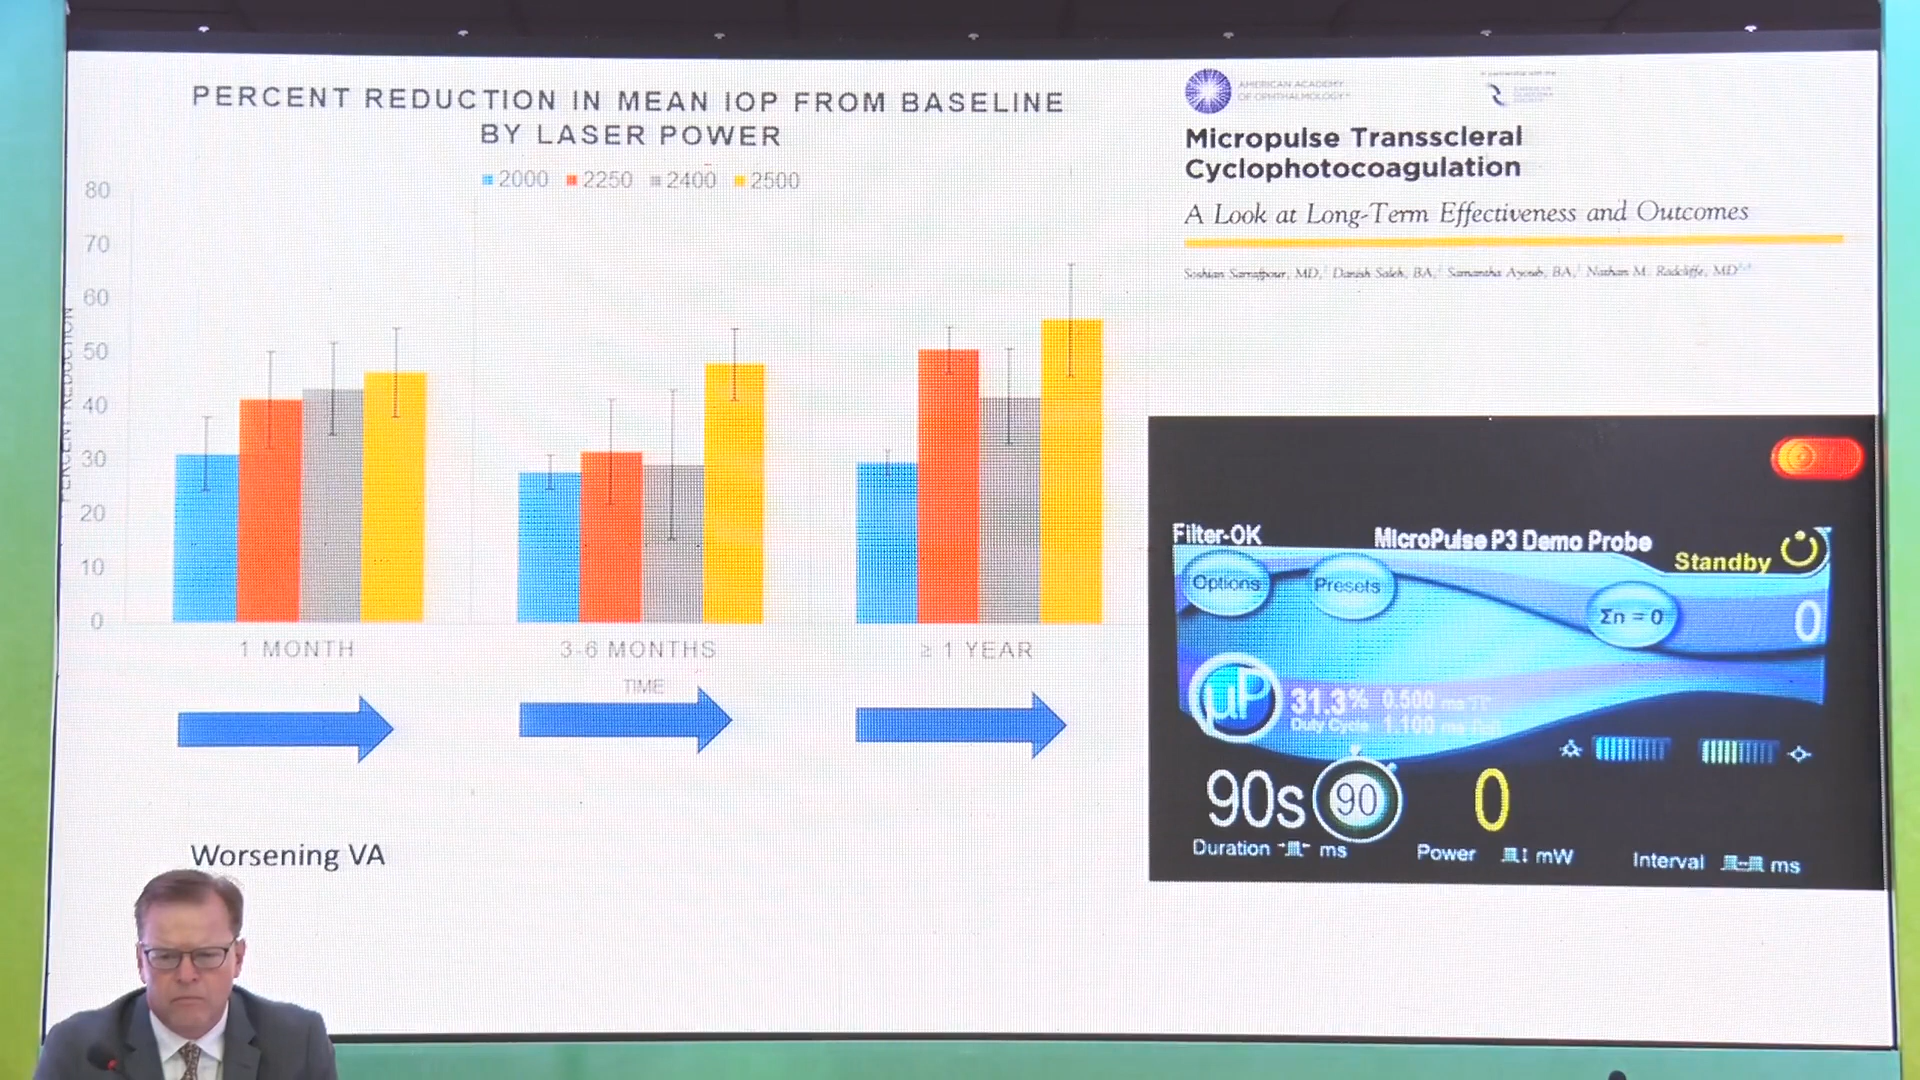 PERCENT REDUCTION IN MEAN IOP FROM BASELINE
BY LASER POWER
2000 2250 2400 2500
80
70
60
50
40
30
20
10
0
PERCENT REDUCTION
1 MONTH 3-6 MONTHS ≥ 1 YEAR
TIME
Worsening VA
AMERICAN ACADEMY
OF OPHTHALMOLOGY
Micropulse Transscleral
Cyclophotocoagulation
A Look at Long-Term Effectiveness and Outcomes
Soshian Sarrafpour, MD, Danish Saleh, BA, Samantha Ayoub, BA, Nathan M. Radcliffe, MD
Filter-OK MicroPulse P3 Demo Probe
Standby
Options Presets Σn = 0 0
µP 31.3% 0.500 ms
Duty Cycle 1.100 ms
90s 90 0
Duration ms Power mW Interval ms